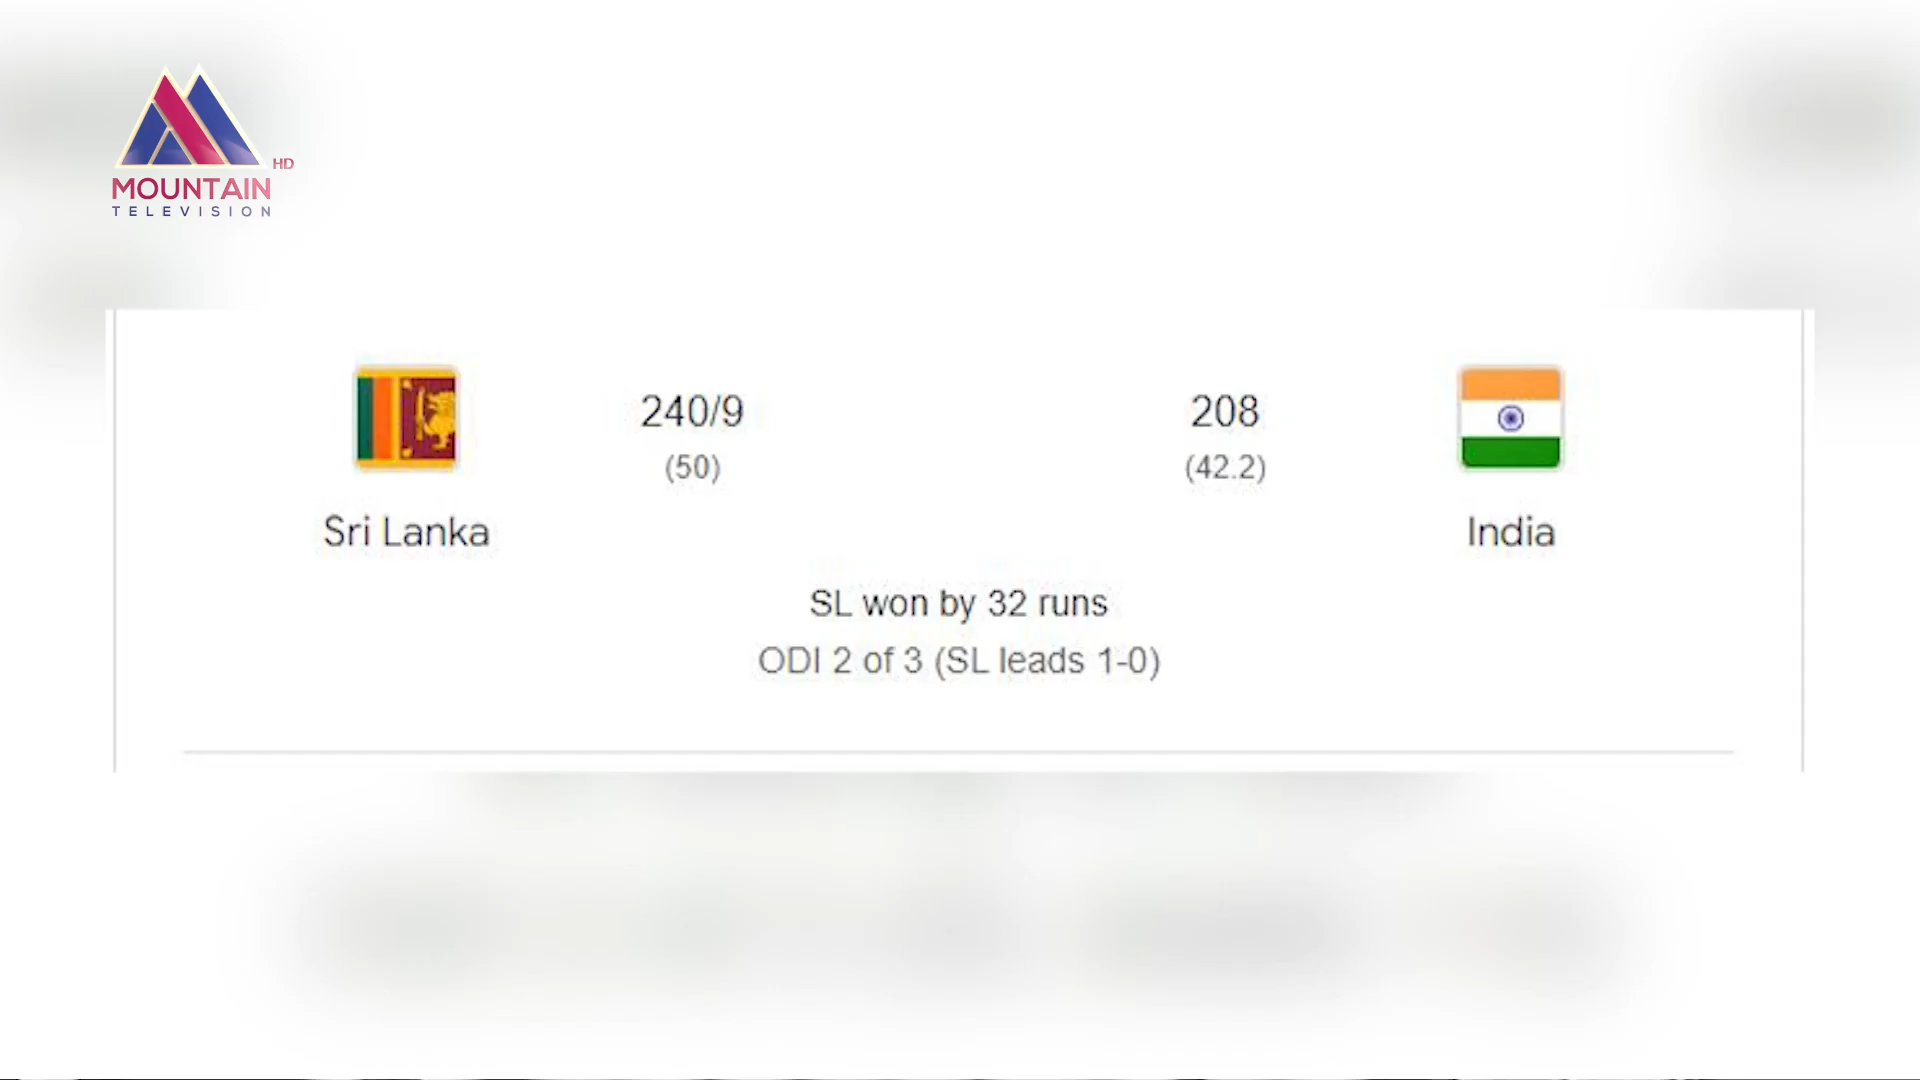 HD
MOUNTAIN
TELEVISION
240/9
208
(50)
(42.2)
Sri Lanka
India
SL won by 32 runs
ODI 2 of 3 (SL leads 1-0)